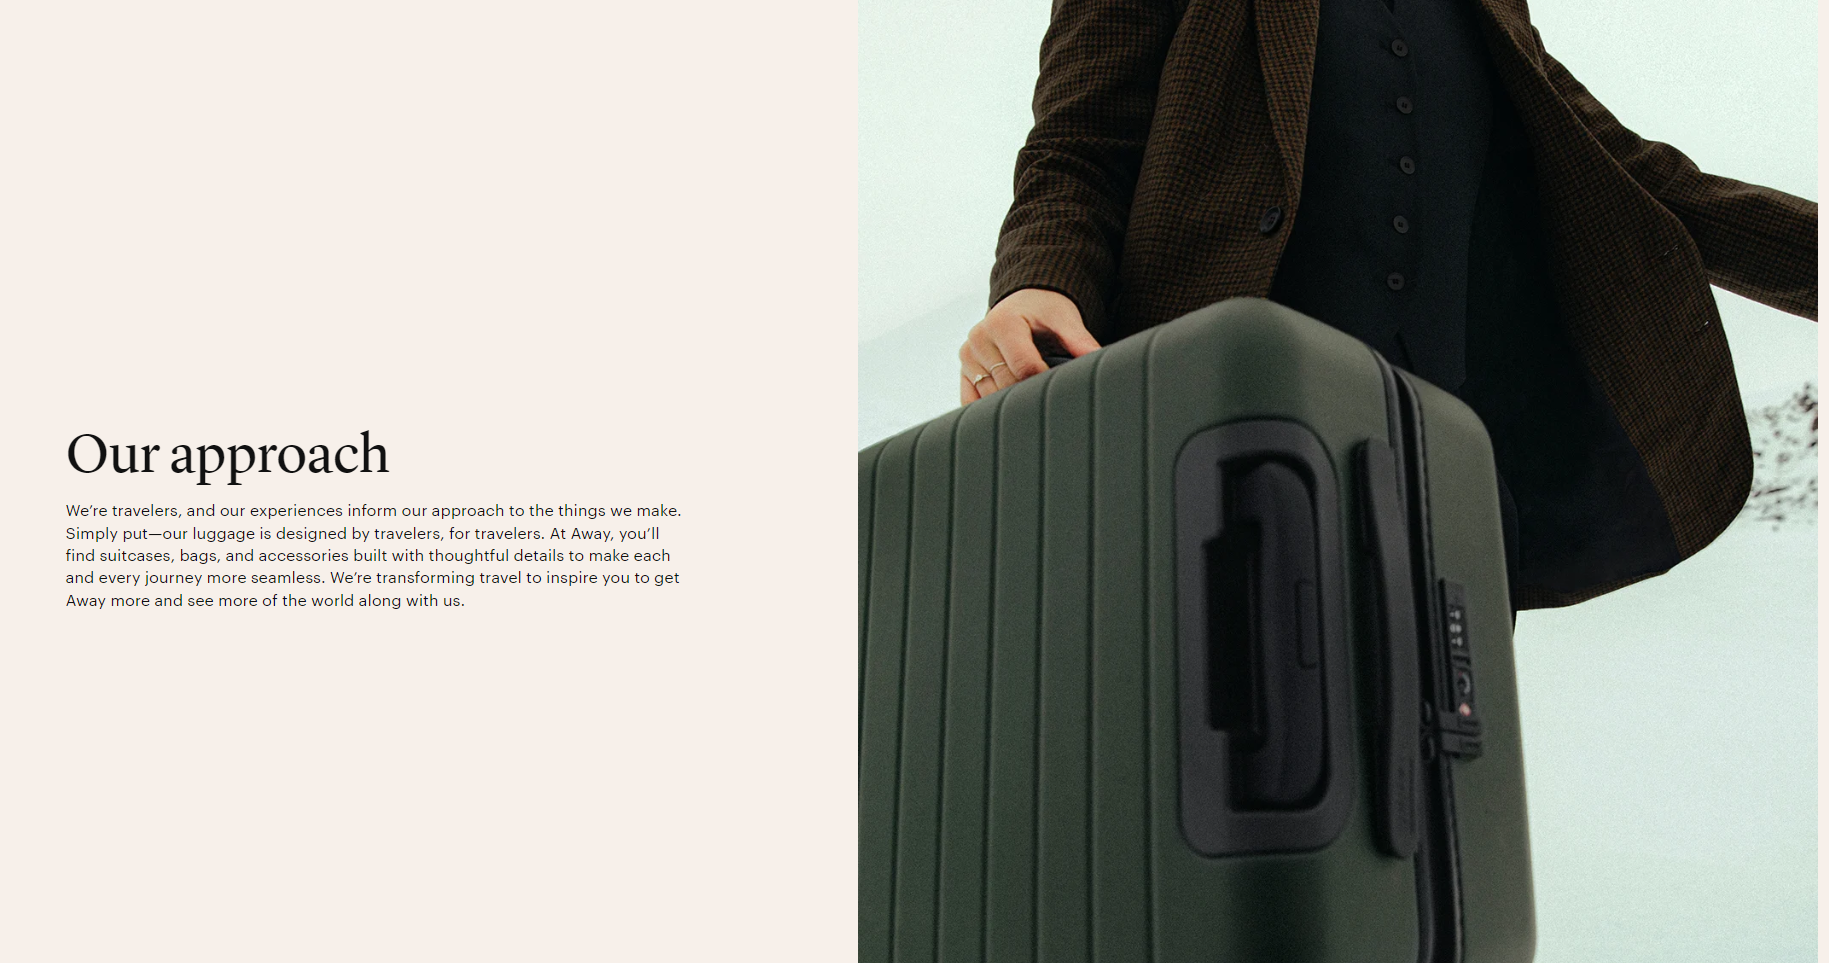 Our approach
We’re travelers, and our experiences inform our approach to the things we make.
Simply put—our luggage is designed by travelers, for travelers. At Away, you’ll
find suitcases, bags, and accessories built with thoughtful details to make each
and every journey more seamless. We’re transforming travel to inspire you to get
Away more and see more of the world along with us.